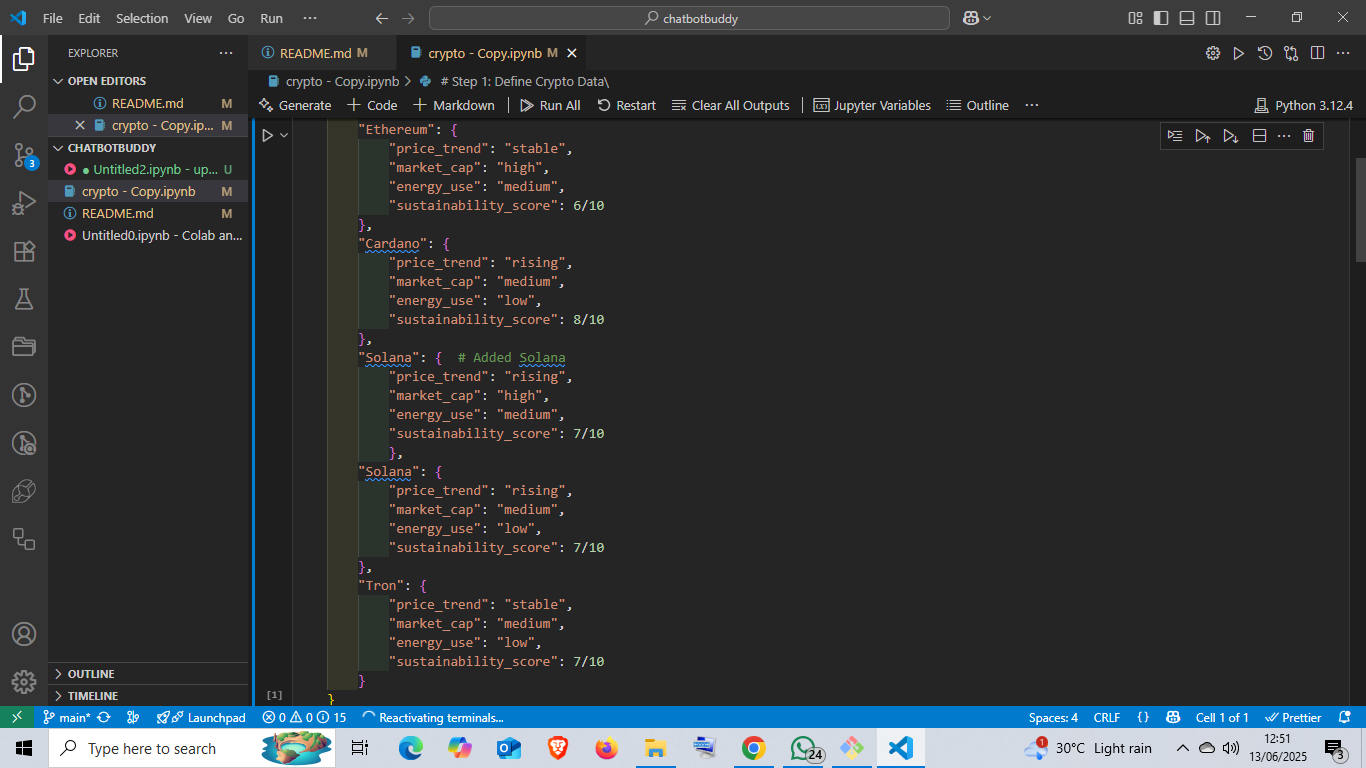 File Edit Selection View Go Run ··· chatbotbuddy
EXPLORER ···
OPEN EDITORS
README.md M
crypto - Copy.ip... M
CHATBOTBUDDY
● Untitled2.ipynb - up... U
crypto - Copy.ipynb M
README.md M
Untitled0.ipynb - Colab an...
OUTLINE
TIMELINE
README.md M crypto - Copy.ipynb M
crypto - Copy.ipynb > # Step 1: Define Crypto Data\
Generate + Code + Markdown Run All Restart Clear All Outputs Jupyter Variables Outline ··· Python 3.12.4
"Ethereum": {
"price_trend": "stable",
"market_cap": "high",
"energy_use": "medium",
"sustainability_score": 6/10
},
"Cardano": {
"price_trend": "rising",
"market_cap": "medium",
"energy_use": "low",
"sustainability_score": 8/10
},
"Solana": { # Added Solana
"price_trend": "rising",
"market_cap": "high",
"energy_use": "medium",
"sustainability_score": 7/10
},
"Solana": {
"price_trend": "rising",
"market_cap": "medium",
"energy_use": "low",
"sustainability_score": 7/10
},
"Tron": {
"price_trend": "stable",
"market_cap": "medium",
"energy_use": "low",
"sustainability_score": 7/10
}
[1]
}
3
main* Launchpad 0 0 15 Reactivating terminals... Spaces: 4 CRLF {} Cell 1 of 1 Prettier
Type here to search 24 1 30°C Light rain 12:51
13/06/2025 3